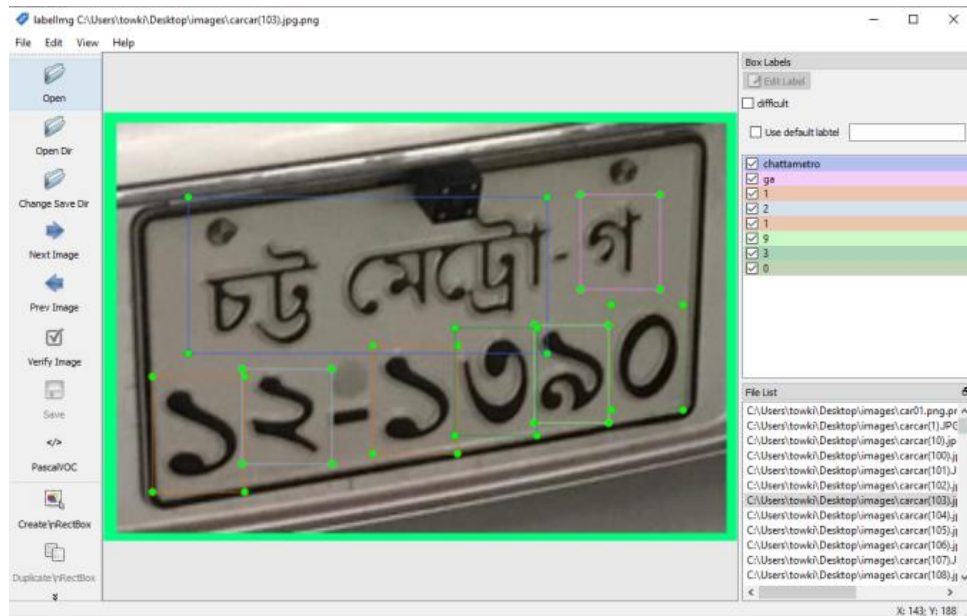 labelImg C:\Users\towki\Desktop\images\carcar(103).jpg.png
File Edit View Help
Open
Open Dir
Change Save Dir
Next Image
Prev Image
Verify Image
Save
</>
PascalVOC
Create\nRectBox
Duplicate\nRectBox
চট্ট মেট্রো-গ
১২-১৩৯০
Box Labels
Edit Label
difficult
Use default labtel
chattametro
ga
1
2
1
9
3
0
File List
C:\Users\towki\Desktop\images\car01.png.pr
C:\Users\towki\Desktop\images\carcar(1).JPG
C:\Users\towki\Desktop\images\carcar(10).jp
C:\Users\towki\Desktop\images\carcar(100).j
C:\Users\towki\Desktop\images\carcar(101).J
C:\Users\towki\Desktop\images\carcar(102).j
C:\Users\towki\Desktop\images\carcar(103).j
C:\Users\towki\Desktop\images\carcar(104).j
C:\Users\towki\Desktop\images\carcar(105).j
C:\Users\towki\Desktop\images\carcar(106).j
C:\Users\towki\Desktop\images\carcar(107).J
C:\Users\towki\Desktop\images\carcar(108).j
X: 143; Y: 188